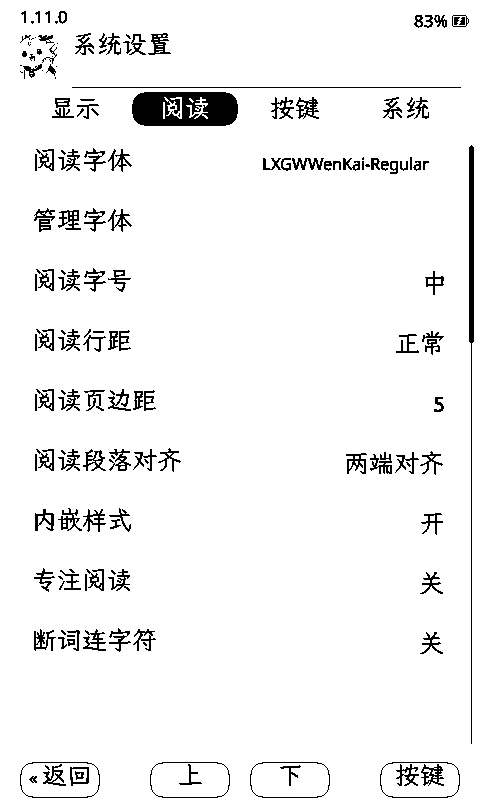 1.11.0 83%
系统设置
显示 阅读 按键 系统
阅读字体 LXGWWenKai-Regular
管理字体
阅读字号 中
阅读行距 正常
阅读页边距 5
阅读段落对齐 两端对齐
内嵌样式 开
专注阅读 关
断词连字符 关
« 返回 上 下 按键